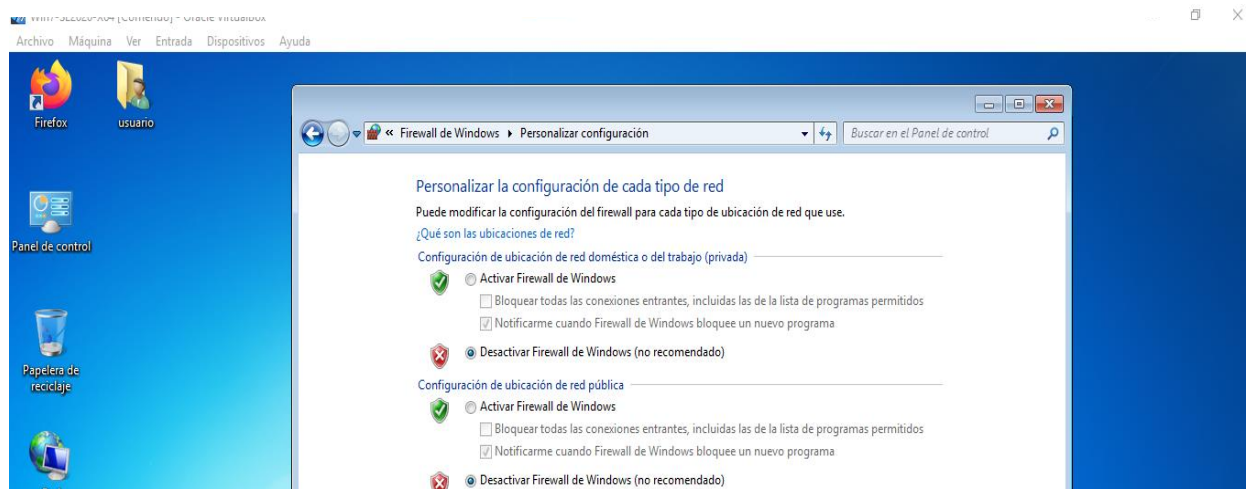 Archivo Máquina Ver Entrada Dispositivos Ayuda
Firefox
usuario
« Firewall de Windows ▸ Personalizar configuración
Buscar en el Panel de control
Personalizar la configuración de cada tipo de red
Puede modificar la configuración del firewall para cada tipo de ubicación de red que use.
¿Qué son las ubicaciones de red?
Panel de control
Configuración de ubicación de red doméstica o del trabajo (privada)
Activar Firewall de Windows
Bloquear todas las conexiones entrantes, incluidas las de la lista de programas permitidos
Notificarme cuando Firewall de Windows bloquee un nuevo programa
Desactivar Firewall de Windows (no recomendado)
Papelera de
reciclaje
Configuración de ubicación de red pública
Activar Firewall de Windows
Bloquear todas las conexiones entrantes, incluidas las de la lista de programas permitidos
Notificarme cuando Firewall de Windows bloquee un nuevo programa
Desactivar Firewall de Windows (no recomendado)